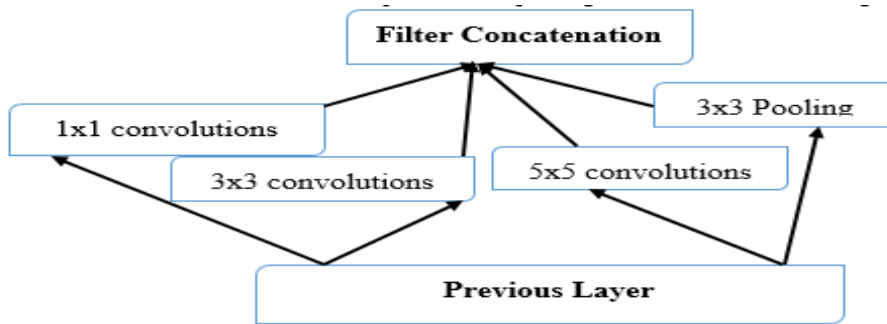 Filter Concatenation
3x3 Pooling
1x1 convolutions
3x3 convolutions
5x5 convolutions
Previous Layer